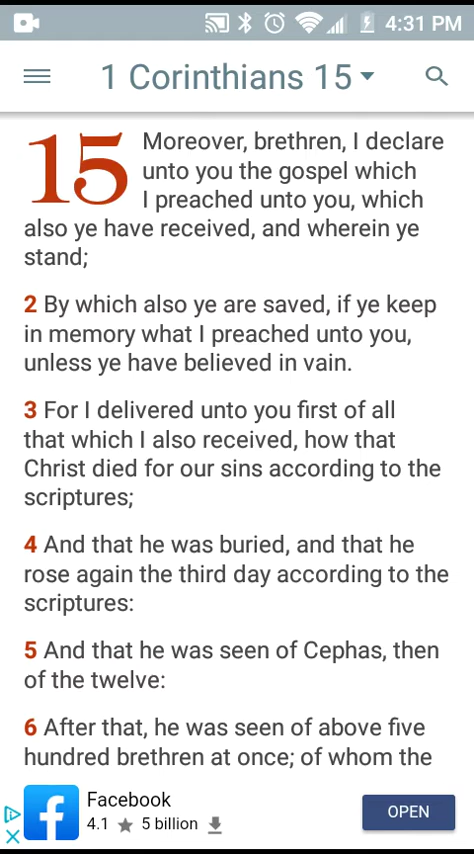 4:31 PM
1 Corinthians 15
15 Moreover, brethren, I declare
unto you the gospel which
I preached unto you, which
also ye have received, and wherein ye
stand;
2 By which also ye are saved, if ye keep
in memory what I preached unto you,
unless ye have believed in vain.
3 For I delivered unto you first of all
that which I also received, how that
Christ died for our sins according to the
scriptures;
4 And that he was buried, and that he
rose again the third day according to the
scriptures:
5 And that he was seen of Cephas, then
of the twelve:
6 After that, he was seen of above five
hundred brethren at once; of whom the
Facebook
4.1 ★ 5 billion
OPEN